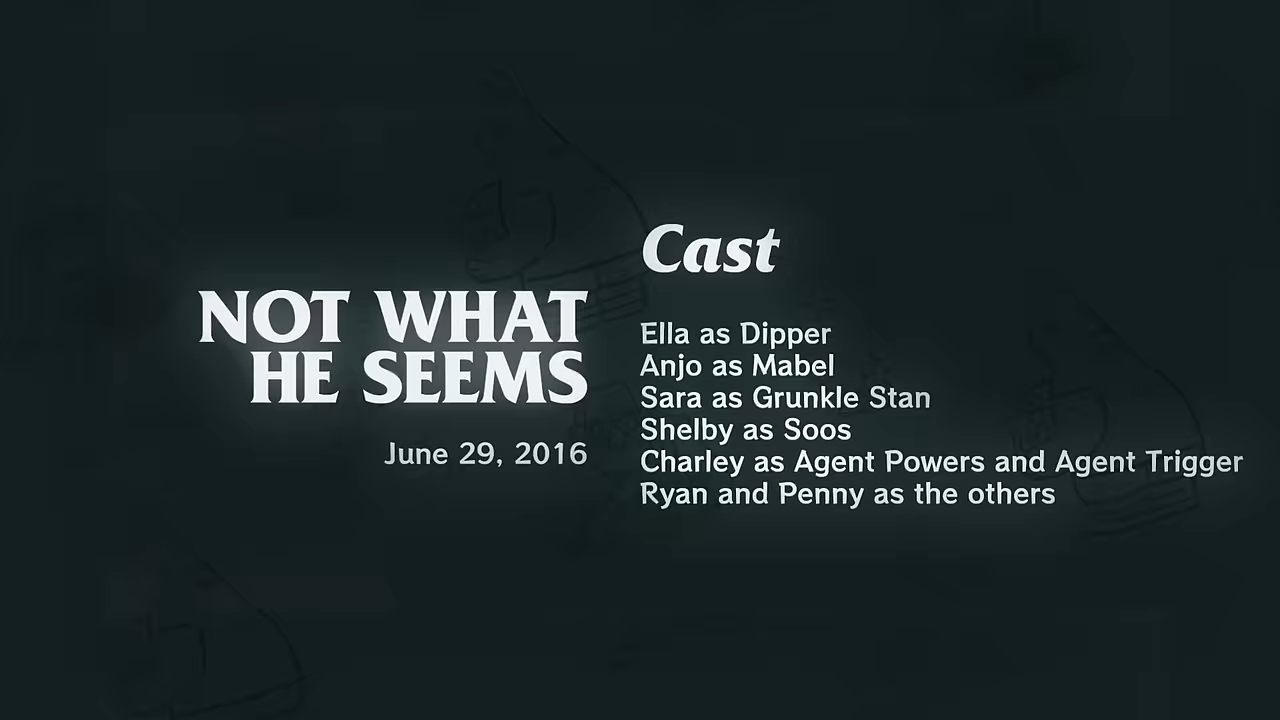 NOT WHAT
HE SEEMS
June 29, 2016
Cast
Ella as Dipper
Anjo as Mabel
Sara as Grunkle Stan
Shelby as Soos
Charley as Agent Powers and Agent Trigger
Ryan and Penny as the others